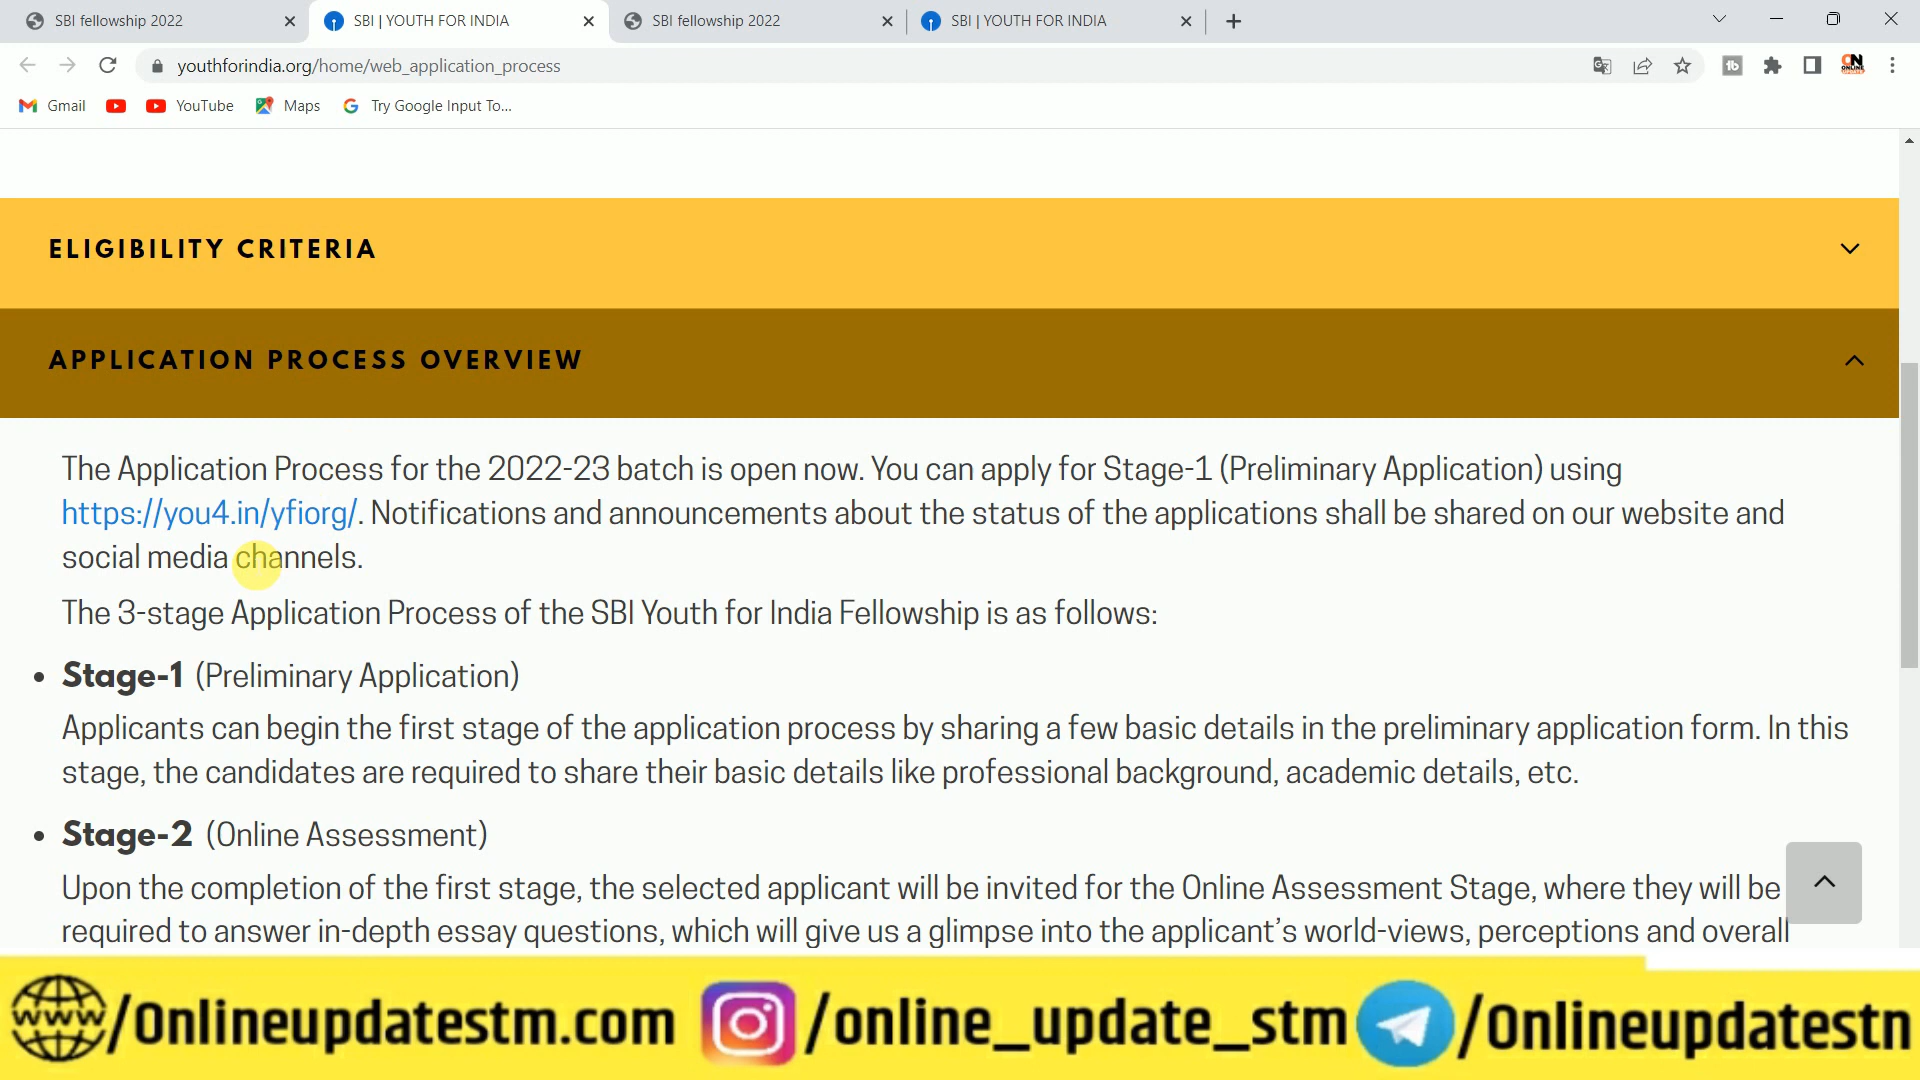 SBI fellowship 2022
SBI | YOUTH FOR INDIA
SBI fellowship 2022
SBI | YOUTH FOR INDIA
youthforindia.org/home/web_application_process
Gmail
YouTube
Maps
Try Google Input To...
ELIGIBILITY CRITERIA
APPLICATION PROCESS OVERVIEW
The Application Process for the 2022-23 batch is open now. You can apply for Stage-1 (Preliminary Application) using
https://you4.in/yfiorg/. Notifications and announcements about the status of the applications shall be shared on our website and
social media channels.
The 3-stage Application Process of the SBI Youth for India Fellowship is as follows:
• Stage-1 (Preliminary Application)
Applicants can begin the first stage of the application process by sharing a few basic details in the preliminary application form. In this
stage, the candidates are required to share their basic details like professional background, academic details, etc.
• Stage-2 (Online Assessment)
Upon the completion of the first stage, the selected applicant will be invited for the Online Assessment Stage, where they will be
required to answer in-depth essay questions, which will give us a glimpse into the applicant's world-views, perceptions and overall
www/Onlineupdatestm.com /online_update_stm /Onlineupdatestn